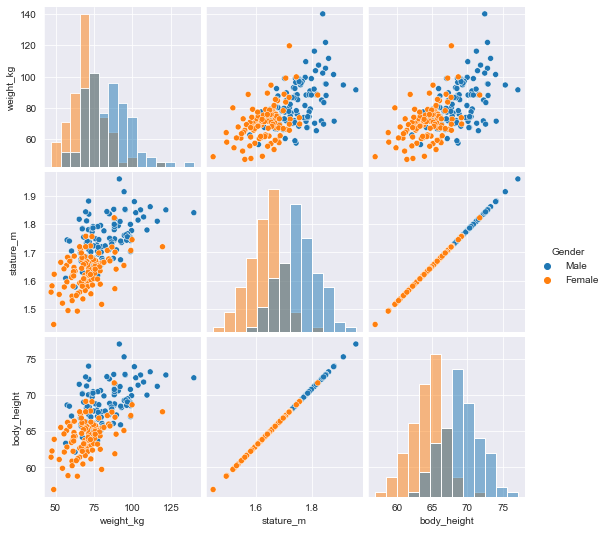 140
120
100
80
60
weight_kg
1.9
1.8
1.7
1.6
1.5
stature_m
Gender
Male
Female
75
70
65
60
body_height
50 75 100 125
1.6 1.8
60 65 70 75
weight_kg stature_m body_height